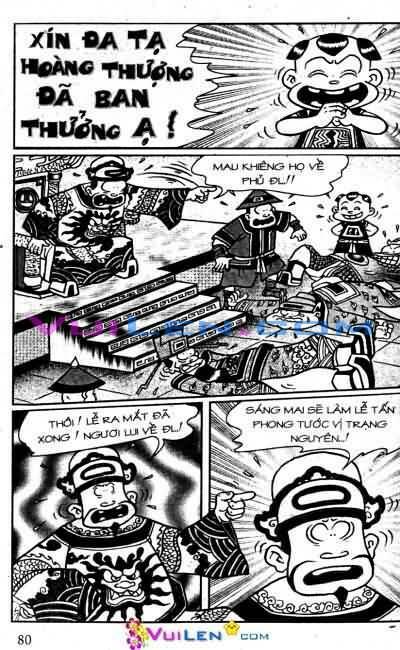 XÍN ĐA TẠ
HOÀNG THƯỢNG
ĐÃ BAN
THƯỞNG Ạ!
MAU KHIÊNG HỌ VỀ
PHỦ ĐI..!!
VUILEN.COM
THÔI! LỄ RA MẮT ĐÃ
XONG! NGƯƠI LUI VỀ ĐI..!
SÁNG MAI SẼ LÀM LỄ TẤN
PHONG TƯỚC VỊ TRẠNG
NGUYÊN..!
80
VUILEN.COM